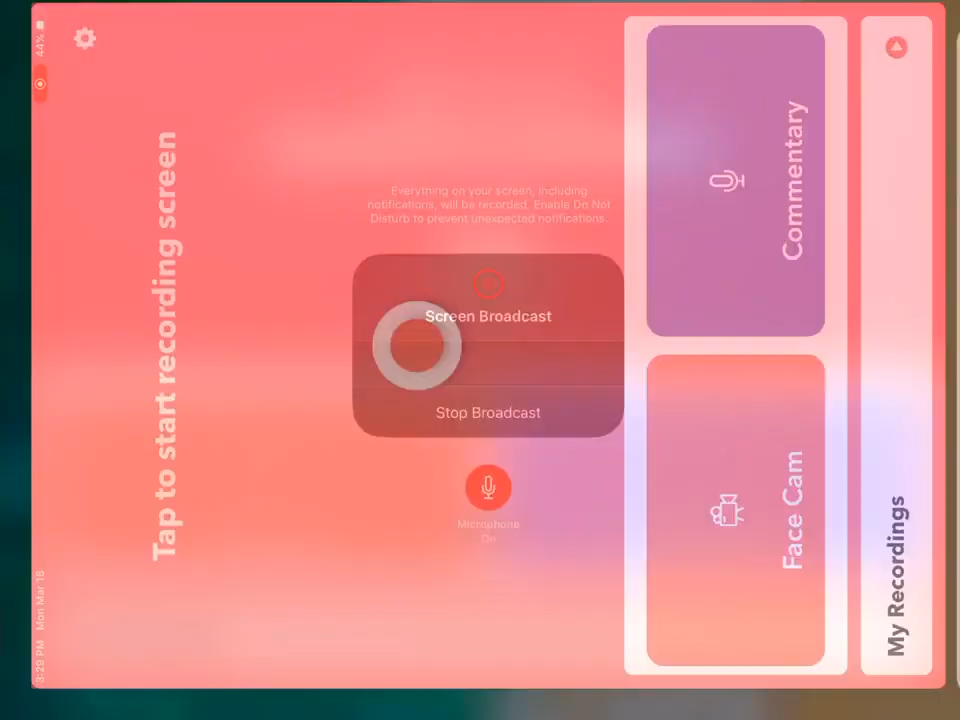 3:29 PM Mon Mar 16
44%
Tap to start recording screen
Everything on your screen, including
notifications, will be recorded. Enable Do Not
Disturb to prevent unexpected notifications.
Screen Broadcast
Stop Broadcast
Microphone
On
Commentary
Face Cam
My Recordings